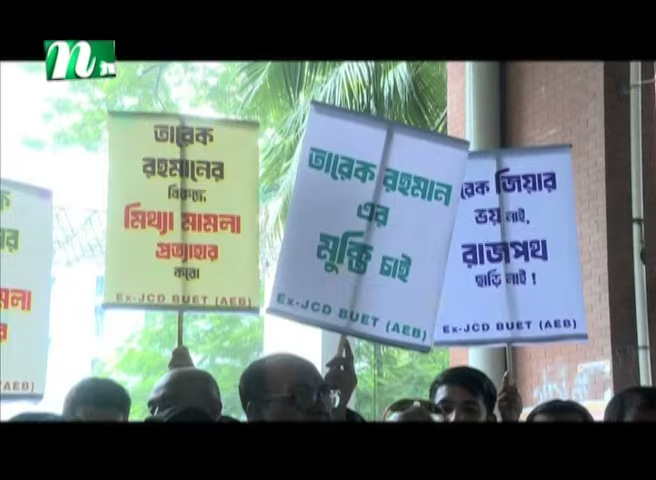 তারেক
রহমানের
বিরুদ্ধে
মিথ্যা মামলা
প্রত্যাহার
করো
Ex-JCD BUET (AEB)
তারেক রহমান
এর
মুক্তি চাই
Ex-JCD BUET (AEB)
রেক জিয়ার
ভয় নাই,
রাজপথ
ছাড়ি নাই!
Ex-JCD BUET (AEB)
AEB)